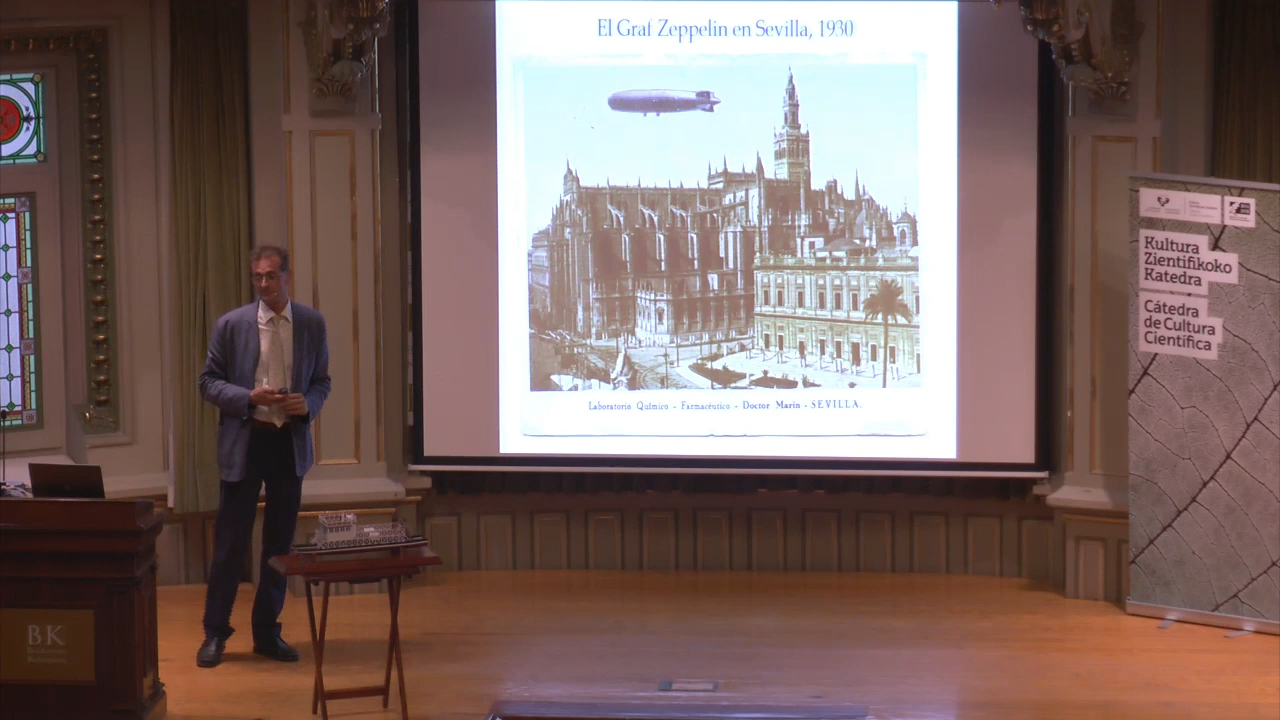 El Graf Zeppelin en Sevilla, 1930
Laboratorio Químico - Farmacéutico - Doctor Marín - SEVILLA.
Kultura
Zientifikoko
Katedra
Cátedra
de Cultura
Científica
BK